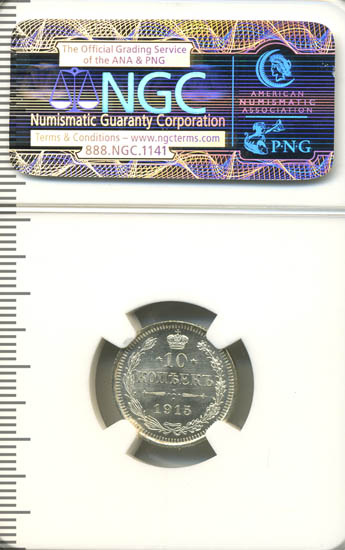 The Official Grading Service
of the ANA & PNG
NGC
Numismatic Guaranty Corporation
Terms & Conditions – www.ngcterms.com
888.NGC.1141
AMERICAN
NUMISMATIC
ASSOCIATION
PNG
10
КОПѢЕКЪ
1915